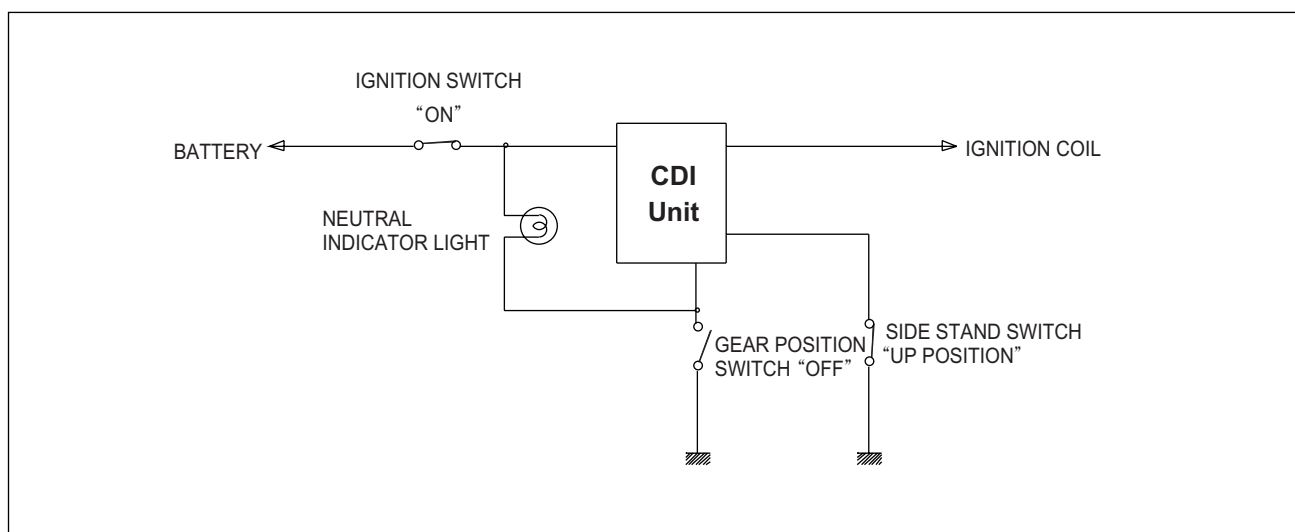 IGNITION SWITCH
“ON”
BATTERY
CDI
Unit
IGNITION COIL
NEUTRAL
INDICATOR LIGHT
GEAR POSITION
SWITCH “OFF”
SIDE STAND SWITCH
“UP POSITION”